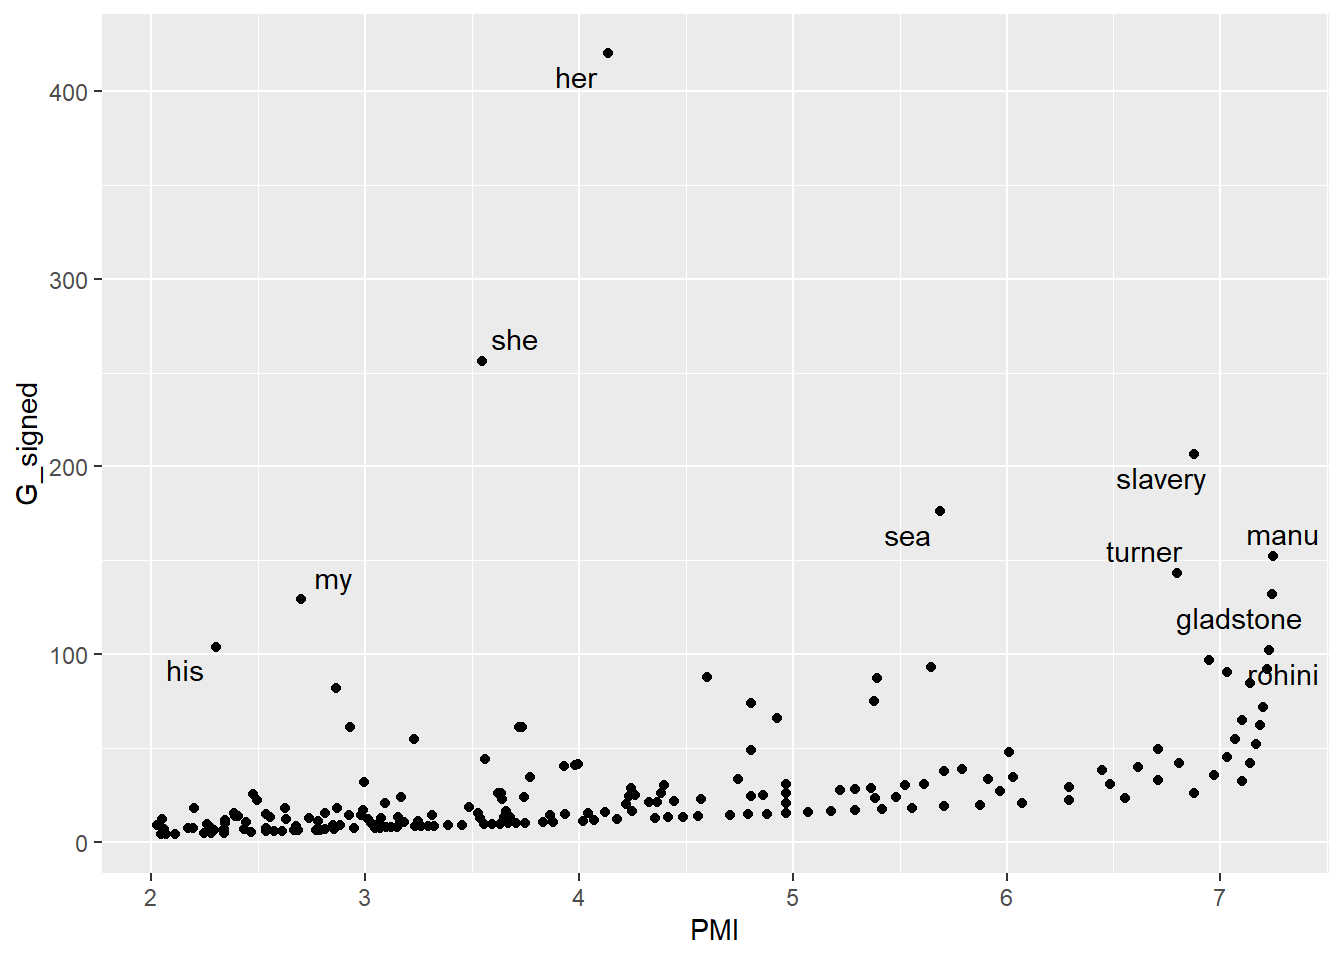 her
400
300
she
G_signed
200
slavery
sea
manu
turner
my
gladstone
100
his
rohini
0
2 3 4 5 6 7
PMI